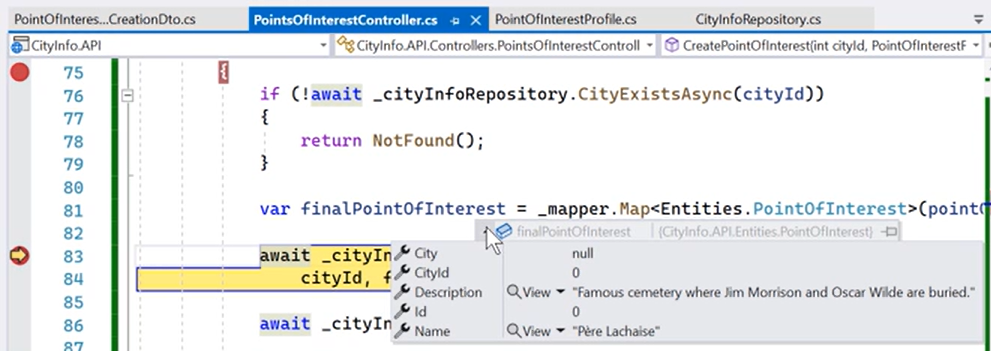 PointOfInteres...CreationDto.cs PointsOfInterestController.cs PointOfInterestProfile.cs CityInfoRepository.cs
CityInfo.API CityInfo.API.Controllers.PointsOfInterestControll CreatePointOfInterest(int cityId, PointOfInterestF
75 {
76 if (!await _cityInfoRepository.CityExistsAsync(cityId))
77 {
78 return NotFound();
79 }
80
81 var finalPointOfInterest = _mapper.Map<Entities.PointOfInterest>(point
82 finalPointOfInterest {CityInfo.API.Entities.PointOfInterest}
83 await _cityIn
City null
84 cityId, f
CityId 0
85
Description View "Famous cemetery where Jim Morrison and Oscar Wilde are buried."
Id 0
86 await _cityIn
Name View "Père Lachaise"
87